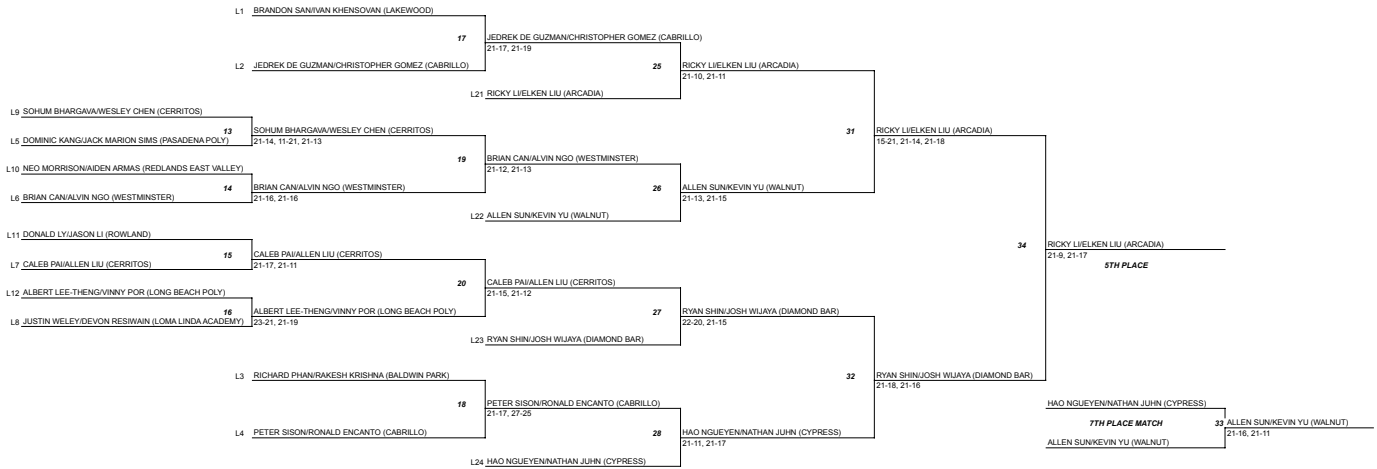 L1 BRANDON SAN/IVAN KHENSOVAN (LAKEWOOD)
17 JEDREK DE GUZMAN/CHRISTOPHER GOMEZ (CABRILLO)
21-17, 21-19
L2 JEDREK DE GUZMAN/CHRISTOPHER GOMEZ (CABRILLO)
25 RICKY LI/ELKEN LIU (ARCADIA)
21-10, 21-11
L21 RICKY LI/ELKEN LIU (ARCADIA)
L9 SOHUM BHARGAVA/WESLEY CHEN (CERRITOS)
13 SOHUM BHARGAVA/WESLEY CHEN (CERRITOS)
21-14, 11-21, 21-13
L5 DOMINIC KANG/JACK MARION SIMS (PASADENA POLY)
31 RICKY LI/ELKEN LIU (ARCADIA)
15-21, 21-14, 21-18
19 BRIAN CAN/ALVIN NGO (WESTMINSTER)
21-12, 21-13
L10 NEO MORRISON/AIDEN ARMAS (REDLANDS EAST VALLEY)
14 BRIAN CAN/ALVIN NGO (WESTMINSTER)
21-16, 21-16
L6 BRIAN CAN/ALVIN NGO (WESTMINSTER)
26 ALLEN SUN/KEVIN YU (WALNUT)
21-13, 21-15
L22 ALLEN SUN/KEVIN YU (WALNUT)
L11 DONALD LY/JASON LI (ROWLAND)
15 CALEB PAI/ALLEN LIU (CERRITOS)
21-17, 21-11
L7 CALEB PAI/ALLEN LIU (CERRITOS)
34 RICKY LI/ELKEN LIU (ARCADIA)
21-9, 21-17
5TH PLACE
20 CALEB PAI/ALLEN LIU (CERRITOS)
21-15, 21-12
L12 ALBERT LEE-THENG/VINNY POR (LONG BEACH POLY)
16 ALBERT LEE-THENG/VINNY POR (LONG BEACH POLY)
23-21, 21-19
L8 JUSTIN WELEY/DEVON RESIWAIN (LOMA LINDA ACADEMY)
27 RYAN SHIN/JOSH WIJAYA (DIAMOND BAR)
22-20, 21-15
L23 RYAN SHIN/JOSH WIJAYA (DIAMOND BAR)
L3 RICHARD PHAN/RAKESH KRISHNA (BALDWIN PARK)
32 RYAN SHIN/JOSH WIJAYA (DIAMOND BAR)
21-18, 21-16
18 PETER SISON/RONALD ENCANTO (CABRILLO)
21-17, 27-25
L4 PETER SISON/RONALD ENCANTO (CABRILLO)
28 HAO NGUEYEN/NATHAN JUHN (CYPRESS)
21-11, 21-17
L24 HAO NGUEYEN/NATHAN JUHN (CYPRESS)
HAO NGUEYEN/NATHAN JUHN (CYPRESS)
7TH PLACE MATCH 33 ALLEN SUN/KEVIN YU (WALNUT)
21-16, 21-11
ALLEN SUN/KEVIN YU (WALNUT)